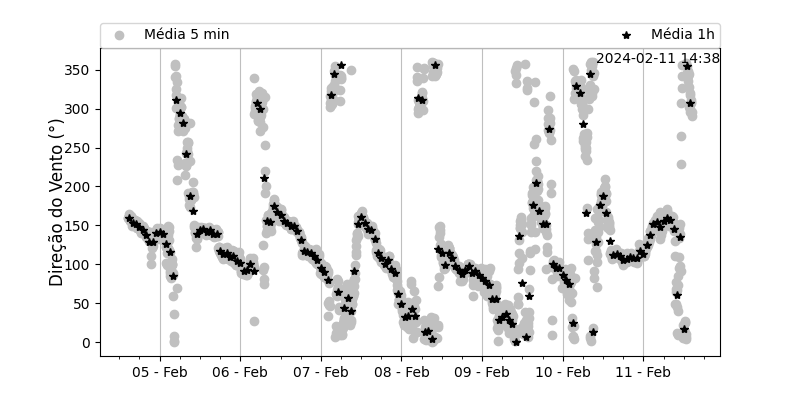 Média 5 min
Média 1h
2024-02-11 14:38
Direção do Vento (°)
350
300
250
200
150
100
50
0
05 - Feb
06 - Feb
07 - Feb
08 - Feb
09 - Feb
10 - Feb
11 - Feb